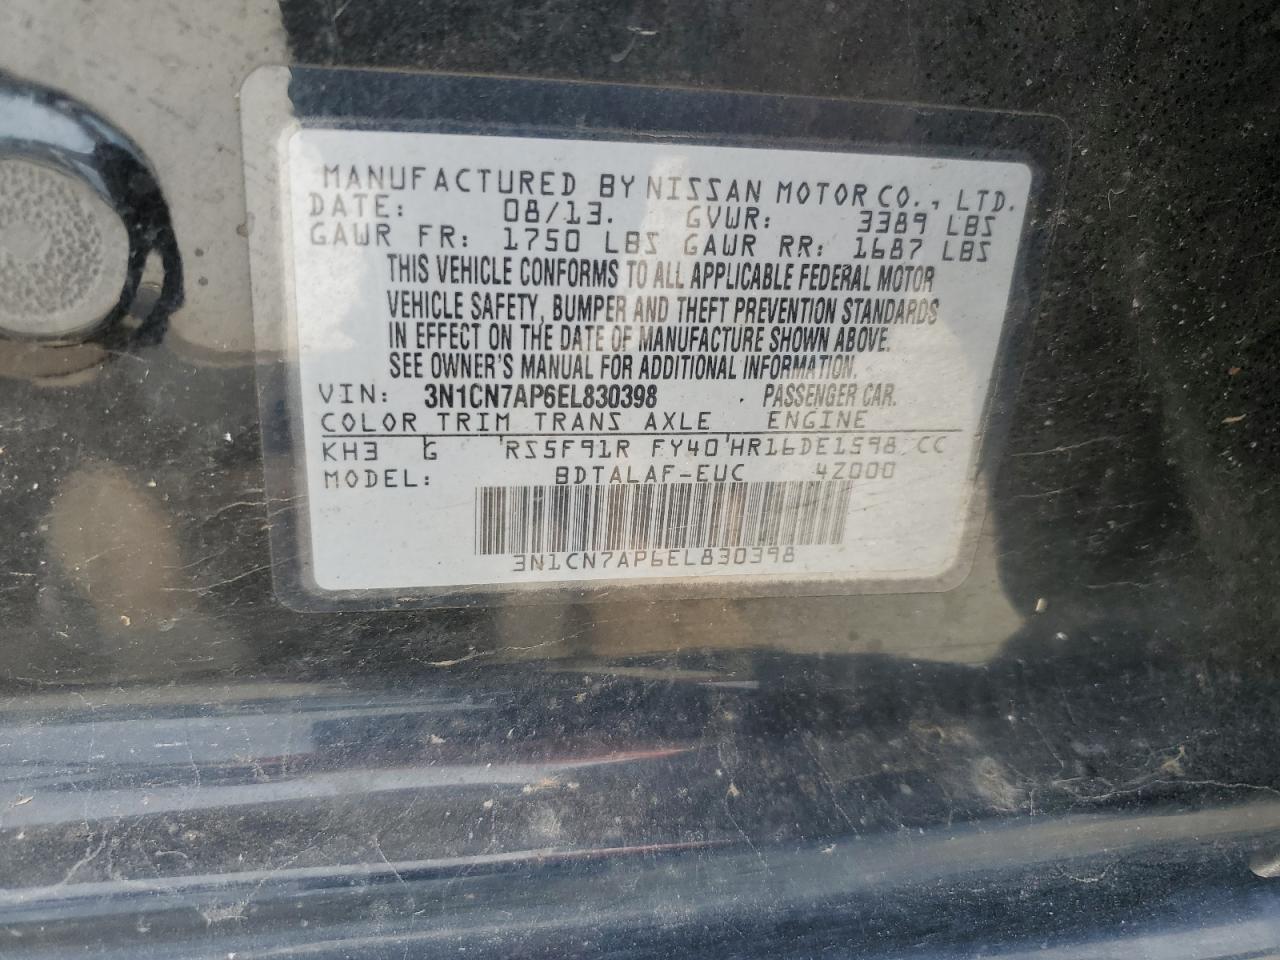 MANUFACTURED BY NISSAN MOTOR CO., LTD.
DATE: 08/13. GVWR: 3389 LBS
GAWR FR: 1750 LBS GAWR RR: 1687 LBS
THIS VEHICLE CONFORMS TO ALL APPLICABLE FEDERAL MOTOR
VEHICLE SAFETY, BUMPER AND THEFT PREVENTION STANDARDS
IN EFFECT ON THE DATE OF MANUFACTURE SHOWN ABOVE.
SEE OWNER'S MANUAL FOR ADDITIONAL INFORMATION.
VIN: 3N1CN7AP6EL830398 PASSENGER CAR.
COLOR TRIM TRANS AXLE ENGINE
KH3 G RS5F91R FY40 HR16DE1598 CC
MODEL: BDTALAF-EUC 42000
3N1CN7AP6EL830398